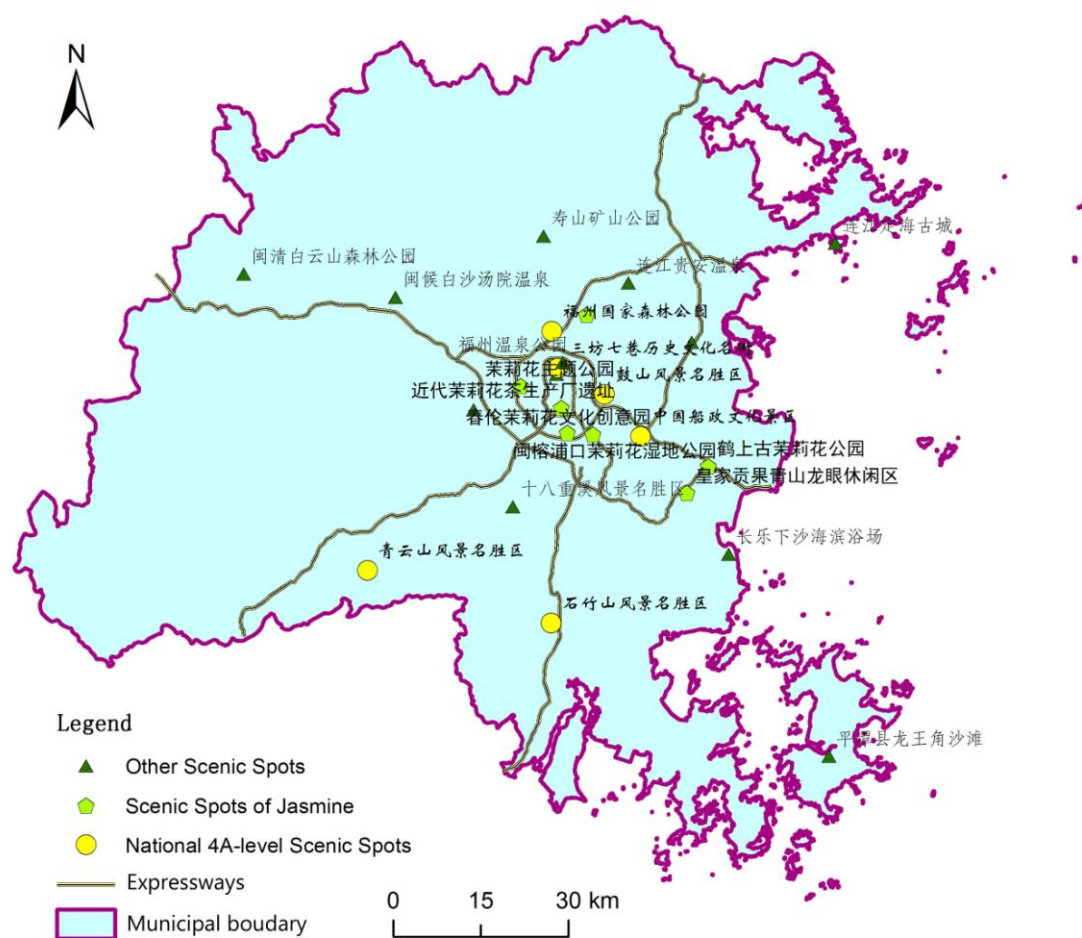 N
寿山矿山公园
连江定海古城
闽清白云山森林公园
闽侯白沙汤院温泉
连江贵安温泉
福州国家森林公园
福州温泉公园
三坊七巷历史文化名街
茉莉花主题公园
鼓山风景名胜区
近代茉莉花茶生产厂遗址
春伦茉莉花文化创意园
中国船政文化景区
闽榕浦口茉莉花湿地公园
鹤上古茉莉花公园
皇家贡果青山龙眼休闲区
十八重溪风景名胜区
长乐下沙海滨浴场
青云山风景名胜区
石竹山风景名胜区
平潭县龙王角沙滩
Legend
Other Scenic Spots
Scenic Spots of Jasmine
National 4A-level Scenic Spots
Expressways
Municipal boudary
0 15 30 km